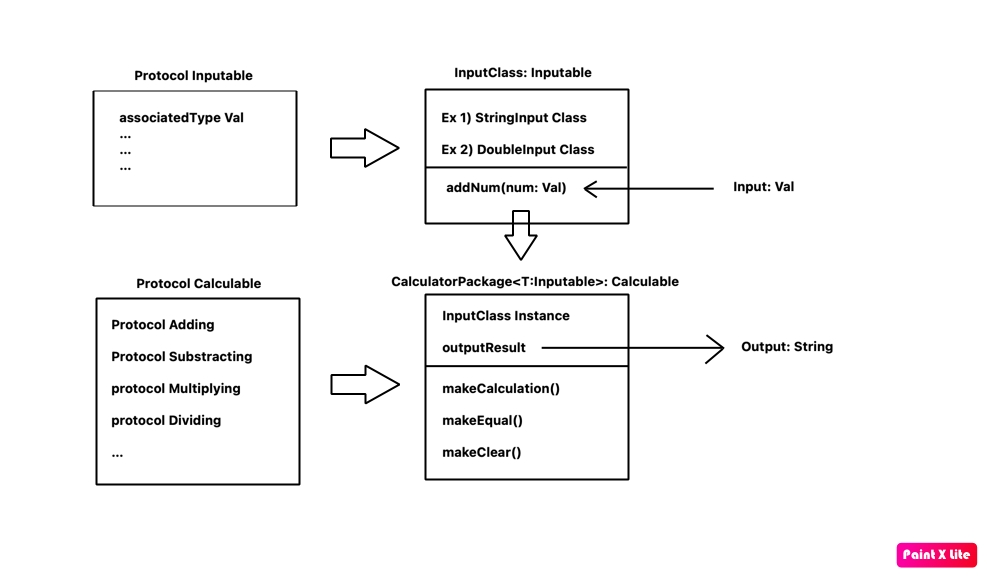 Protocol Inputable
associatedType Val
...
...
...
InputClass: Inputable
Ex 1) StringInput Class
Ex 2) DoubleInput Class
addNum(num: Val)
Input: Val
Protocol Calculable
Protocol Adding
Protocol Substracting
protocol Multiplying
protocol Dividing
...
CalculatorPackage<T:Inputable>: Calculable
InputClass Instance
outputResult
Output: String
makeCalculation()
makeEqual()
makeClear()
Paint X Lite